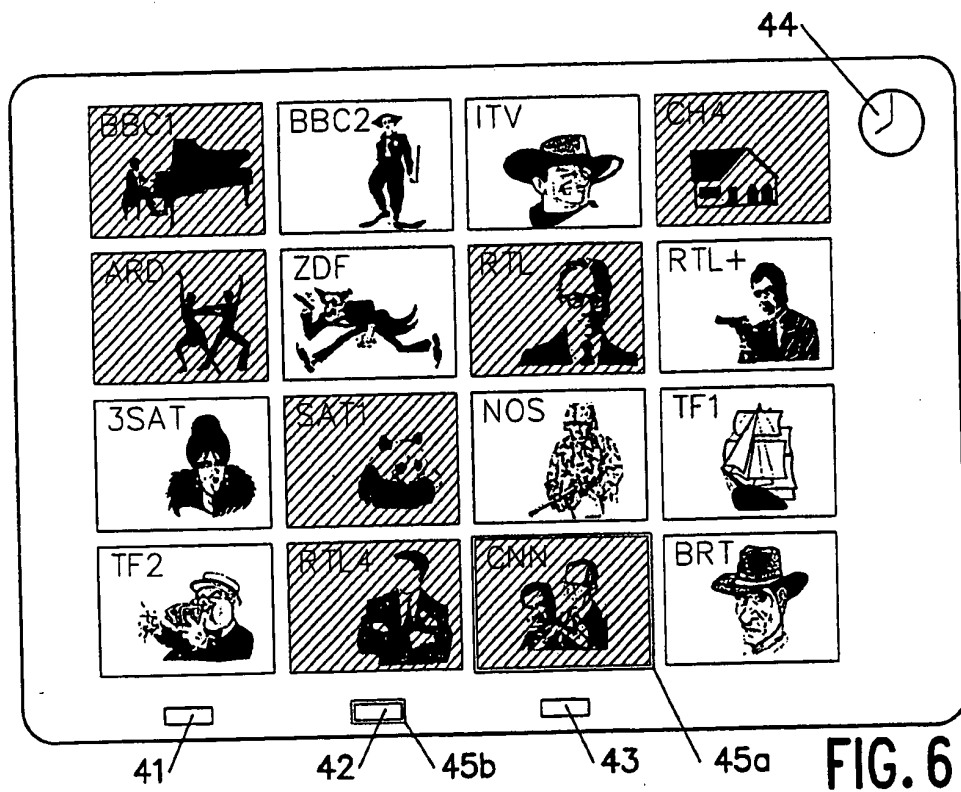 44
BBC1 BBC2 ITV CH4
ARD ZDF RTL RTL+
3SAT SAT1 NOS TF1
TF2 RTL4 CNN BRT
41 42 45b 43 45a
FIG. 6